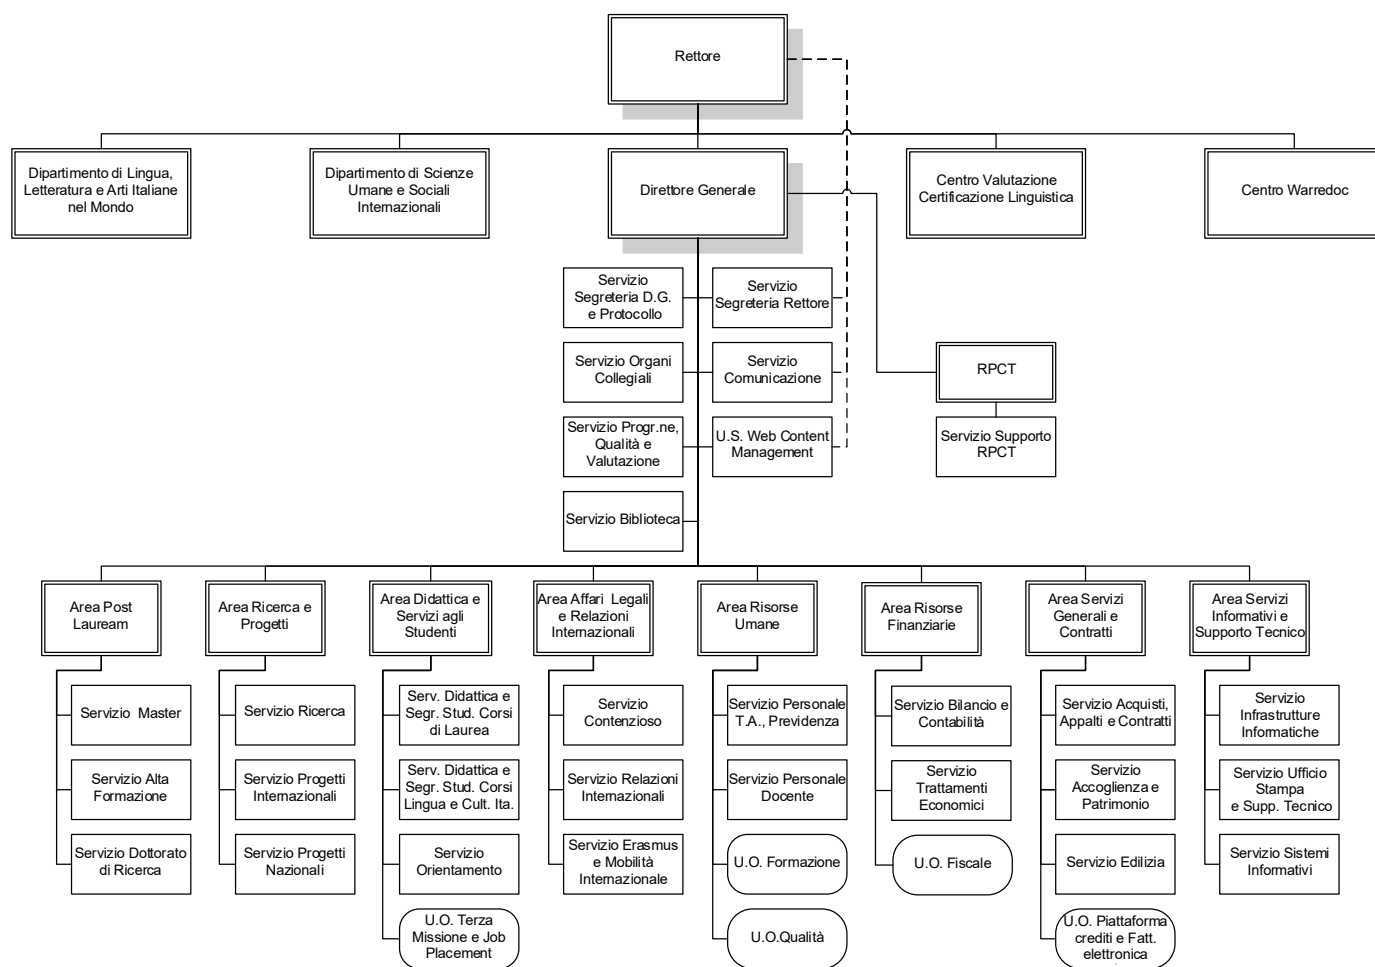 Rettore
Dipartimento di Lingua,
Letteratura e Arti Italiane
nel Mondo
Dipartimento di Scienze
Umane e Sociali
Internazionali
Direttore Generale
Centro Valutazione
Certificazione Linguistica
Centro Warredoc
Servizio
Segreteria D.G.
e Protocollo
Servizio
Segreteria Rettore
Servizio Organi
Collegiali
Servizio
Comunicazione
RPCT
Servizio Progr.ne,
Qualità e
Valutazione
U.S. Web Content
Management
Servizio Supporto
RPCT
Servizio Biblioteca
Area Post
Lauream
Area Ricerca e
Progetti
Area Didattica e
Servizi agli
Studenti
Area Affari Legali
e Relazioni
Internazionali
Area Risorse
Umane
Area Risorse
Finanziarie
Area Servizi
Generali e
Contratti
Area Servizi
Informativi e
Supporto Tecnico
Servizio Master
Servizio Ricerca
Serv. Didattica e
Segr. Stud. Corsi
di Laurea
Servizio
Contenzioso
Servizio Personale
T.A., Previdenza
Servizio Bilancio e
Contabilità
Servizio Acquisti,
Appalti e Contratti
Servizio
Infrastrutture
Informatiche
Servizio Alta
Formazione
Servizio Progetti
Internazionali
Serv. Didattica e
Segr. Stud. Corsi
Lingua e Cult. Ita.
Servizio Relazioni
Internazionali
Servizio Personale
Docente
Servizio
Trattamenti
Economici
Servizio
Accoglienza e
Patrimonio
Servizio Ufficio
Stampa
e Supp. Tecnico
Servizio Dottorato
di Ricerca
Servizio Progetti
Nazionali
Servizio
Orientamento
Servizio Erasmus
e Mobilità
Internazionale
U.O. Formazione
U.O. Fiscale
Servizio Edilizia
Servizio Sistemi
Informativi
U.O. Terza
Missione e Job
Placement
U.O.Qualità
U.O. Piattaforma
crediti e Fatt.
elettronica